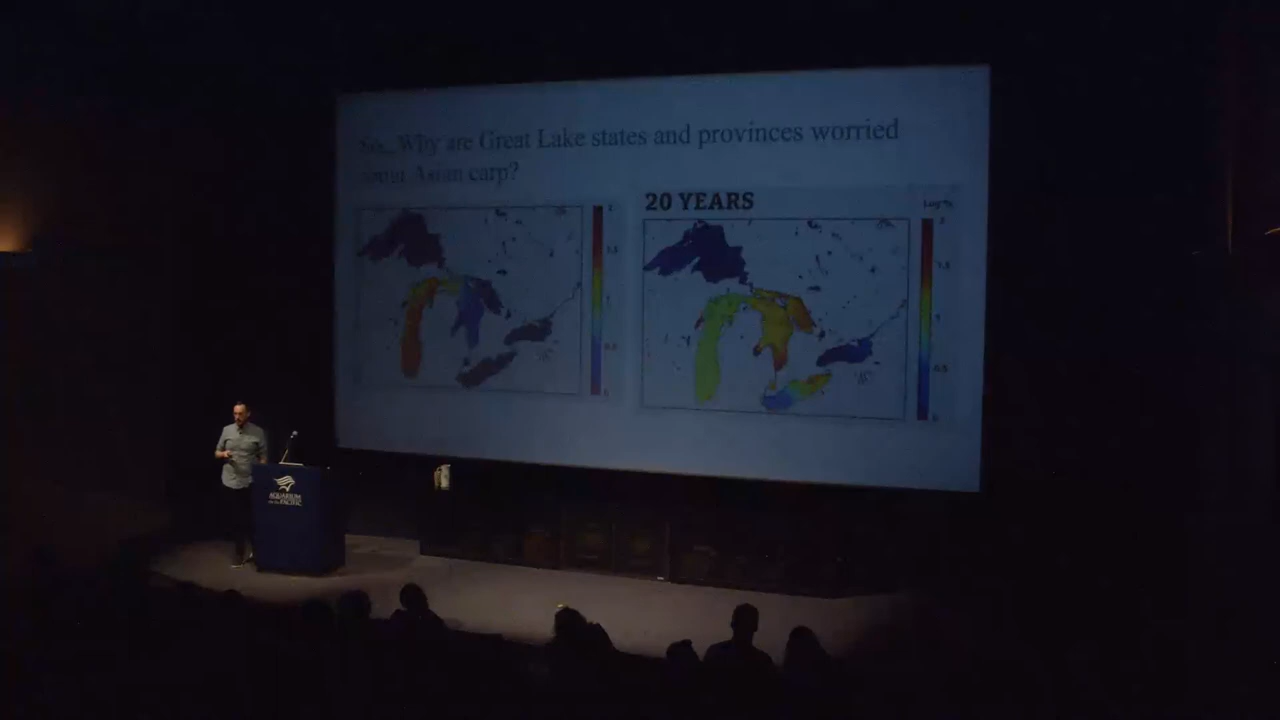 So...Why are Great Lake states and provinces worried
about Asian carp?
20 YEARS
AQUARIUM
PACIFIC